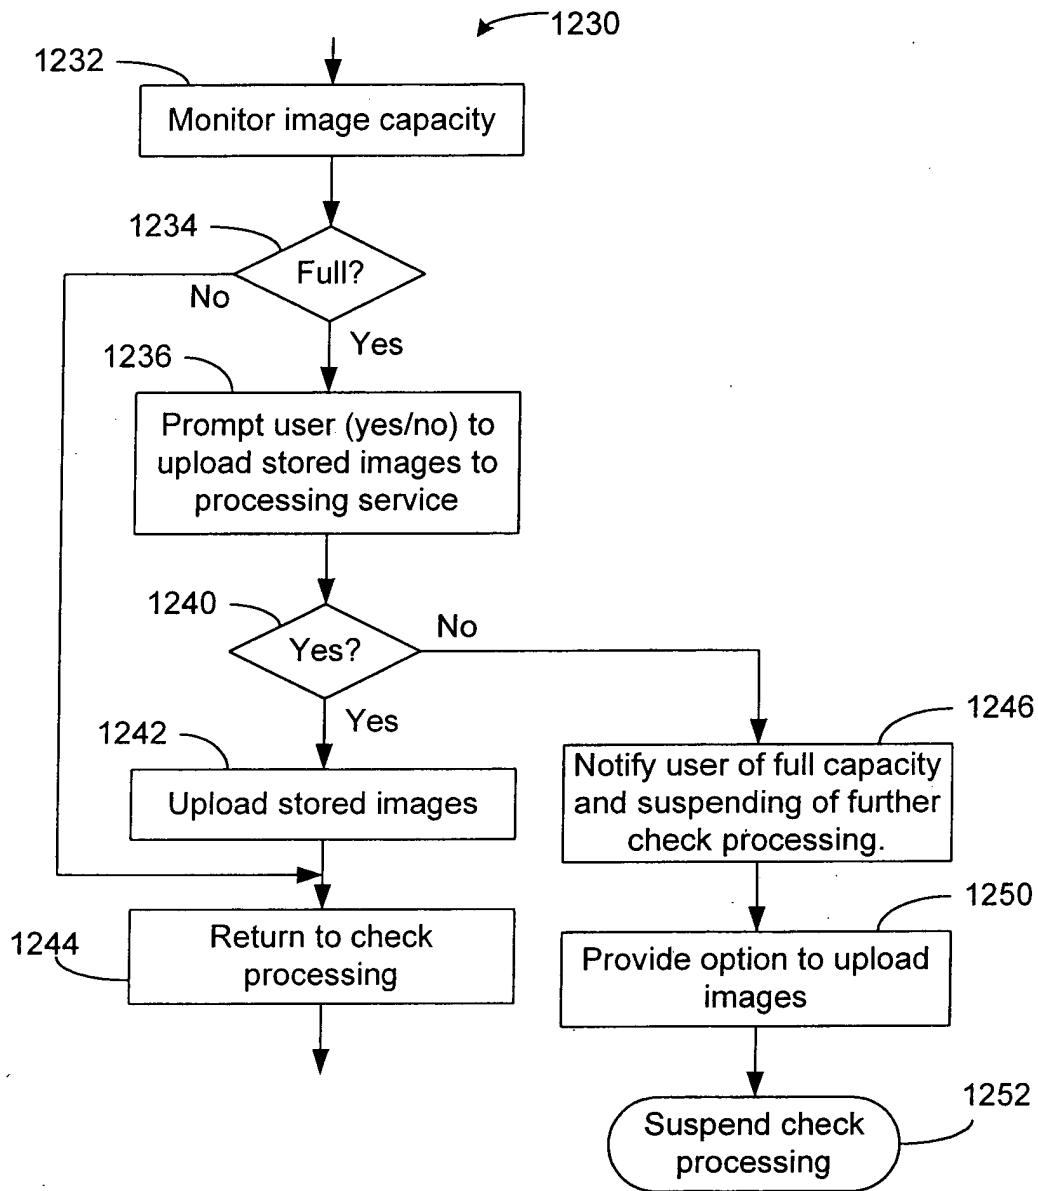 1230
1232
Monitor image capacity
1234
Full?
No
Yes
1236
Prompt user (yes/no) to
upload stored images to
processing service
1240
Yes?
No
Yes
1242
Upload stored images
1244
Return to check
processing
1246
Notify user of full capacity
and suspending of further
check processing.
1250
Provide option to upload
images
1252
Suspend check
processing